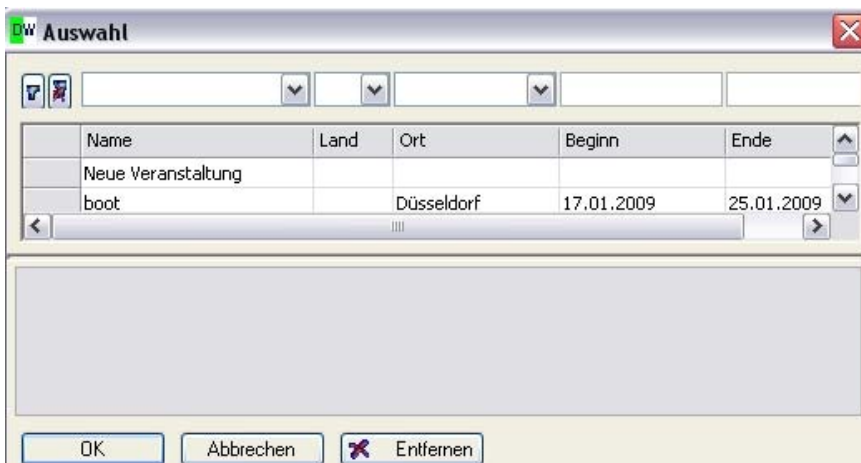 DW Auswahl
Name Land Ort Beginn Ende
Neue Veranstaltung
boot Düsseldorf 17.01.2009 25.01.2009
OK Abbrechen Entfernen